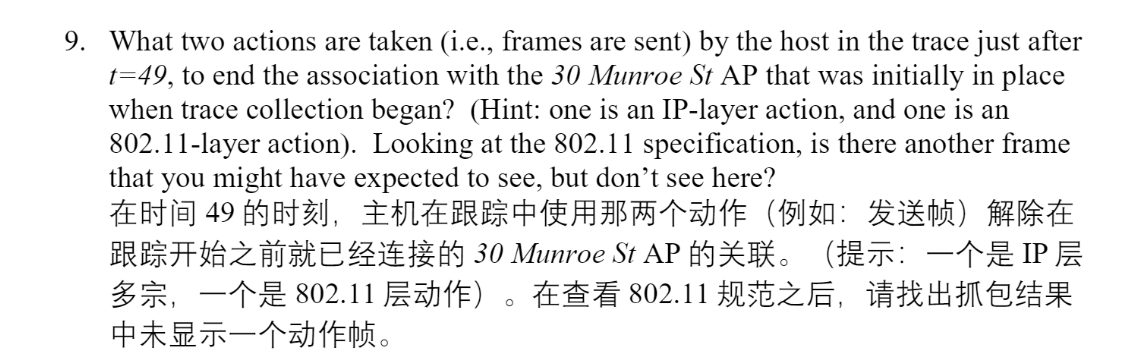 9. What two actions are taken (i.e., frames are sent) by the host in the trace just after
t=49, to end the association with the 30 Munroe St AP that was initially in place
when trace collection began? (Hint: one is an IP-layer action, and one is an
802.11-layer action). Looking at the 802.11 specification, is there another frame
that you might have expected to see, but don’t see here?
在时间 49 的时刻，主机在跟踪中使用那两个动作（例如：发送帧）解除在
跟踪开始之前就已经连接的 30 Munroe St AP 的关联。（提示：一个是 IP 层
多宗，一个是 802.11 层动作）。在查看 802.11 规范之后，请找出抓包结果
中未显示一个动作帧。